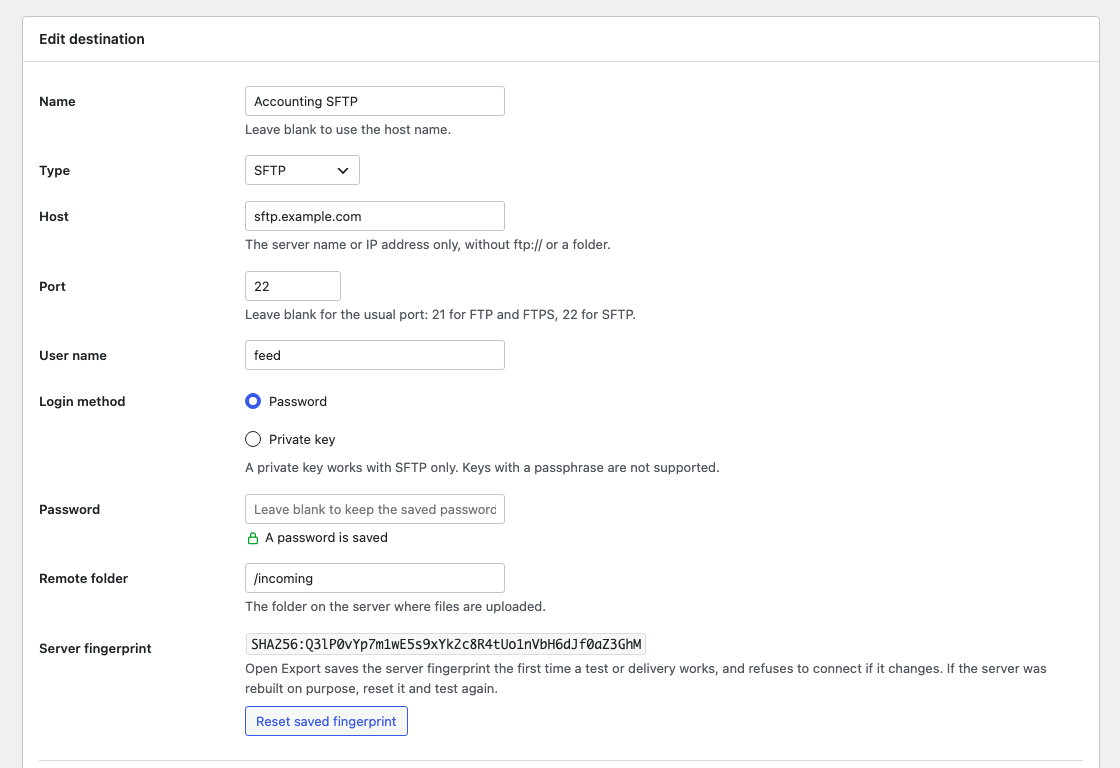 Edit destination
Name
Accounting SFTP
Leave blank to use the host name.
Type
SFTP
Host
sftp.example.com
The server name or IP address only, without ftp:// or a folder.
Port
22
Leave blank for the usual port: 21 for FTP and FTPS, 22 for SFTP.
User name
feed
Login method
Password
Private key
A private key works with SFTP only. Keys with a passphrase are not supported.
Password
Leave blank to keep the saved password
A password is saved
Remote folder
/incoming
The folder on the server where files are uploaded.
Server fingerprint
SHA256:Q3lP0vYp7m1wE5s9xYk2c8R4tUo1nVbH6dJf0aZ3GhM
Open Export saves the server fingerprint the first time a test or delivery works, and refuses to connect if it changes. If the server was
rebuilt on purpose, reset it and test again.
Reset saved fingerprint